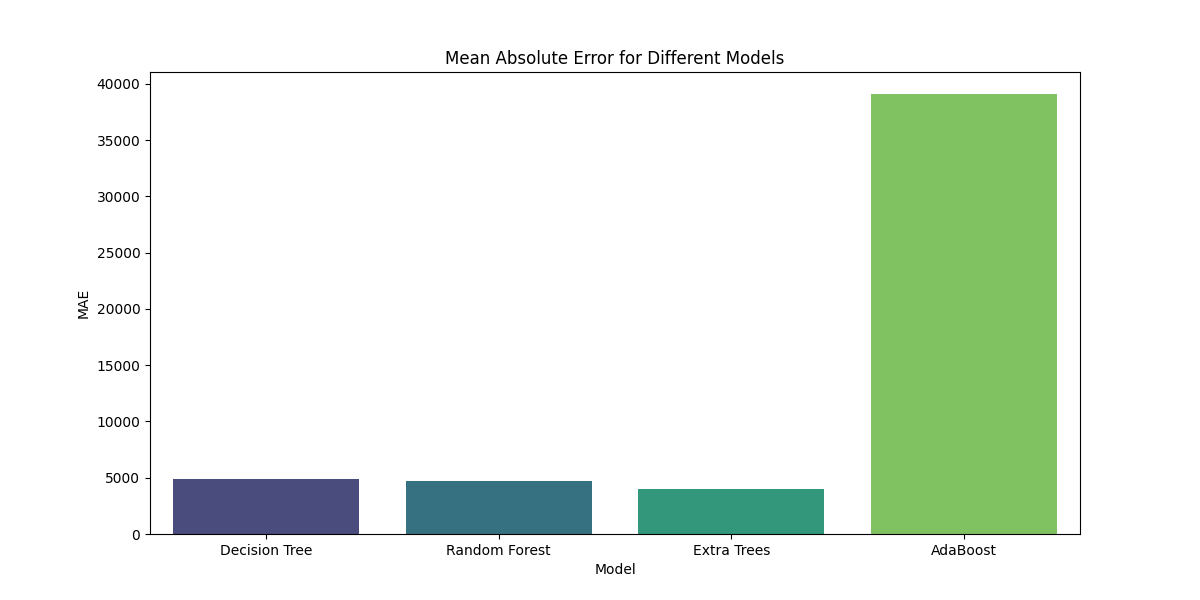 Mean Absolute Error for Different Models
MAE
40000
35000
30000
25000
20000
15000
10000
5000
0
Decision Tree
Random Forest
Extra Trees
AdaBoost
Model